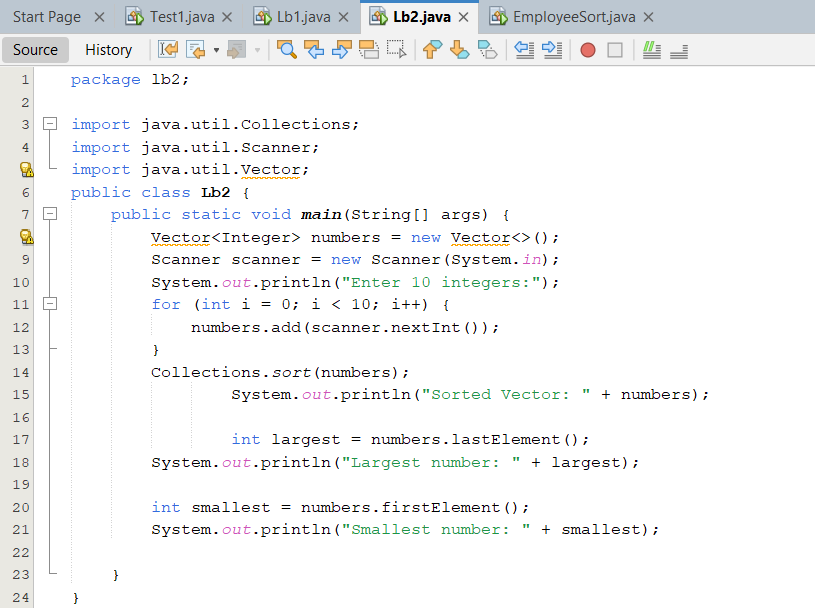 Start Page Test1.java Lb1.java Lb2.java EmployeeSort.java
Source History
1 package lb2;
2
3 import java.util.Collections;
4 import java.util.Scanner;
import java.util.Vector;
6 public class Lb2 {
7 public static void main(String[] args) {
Vector<Integer> numbers = new Vector<>();
9 Scanner scanner = new Scanner(System.in);
10 System.out.println("Enter 10 integers:");
11 for (int i = 0; i < 10; i++) {
12 numbers.add(scanner.nextInt());
13 }
14 Collections.sort(numbers);
15 System.out.println("Sorted Vector: " + numbers);
16
17 int largest = numbers.lastElement();
18 System.out.println("Largest number: " + largest);
19
20 int smallest = numbers.firstElement();
21 System.out.println("Smallest number: " + smallest);
22
23 }
24 }